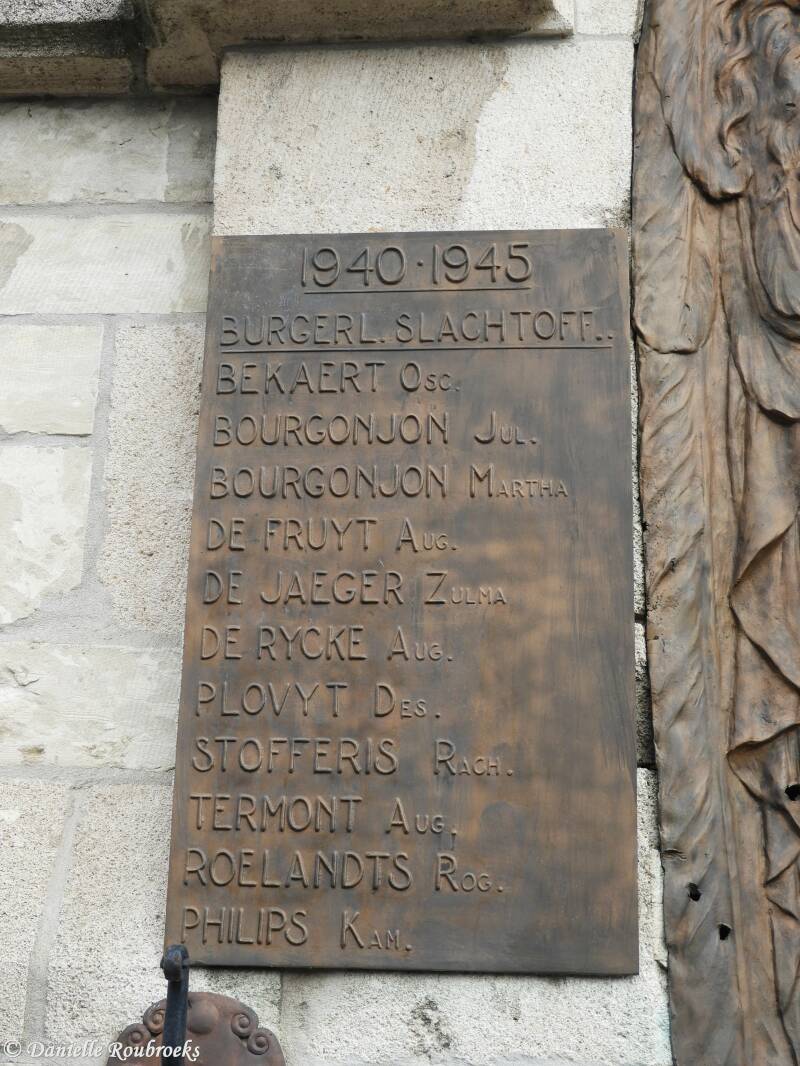 1940·1945
BURGERL. SLACHTOFF..
BEKAERT OSC.
BOURGONJON JUL.
BOURGONJON MARTHA
DE FRUYT AUG.
DE JAEGER ZULMA
DE RYCKE AUG.
PLOVYT DES.
STOFFERIS RACH.
TERMONT AUG.
ROELANDTS ROG.
PHILIPS KAM.
© Danielle Roubroeks